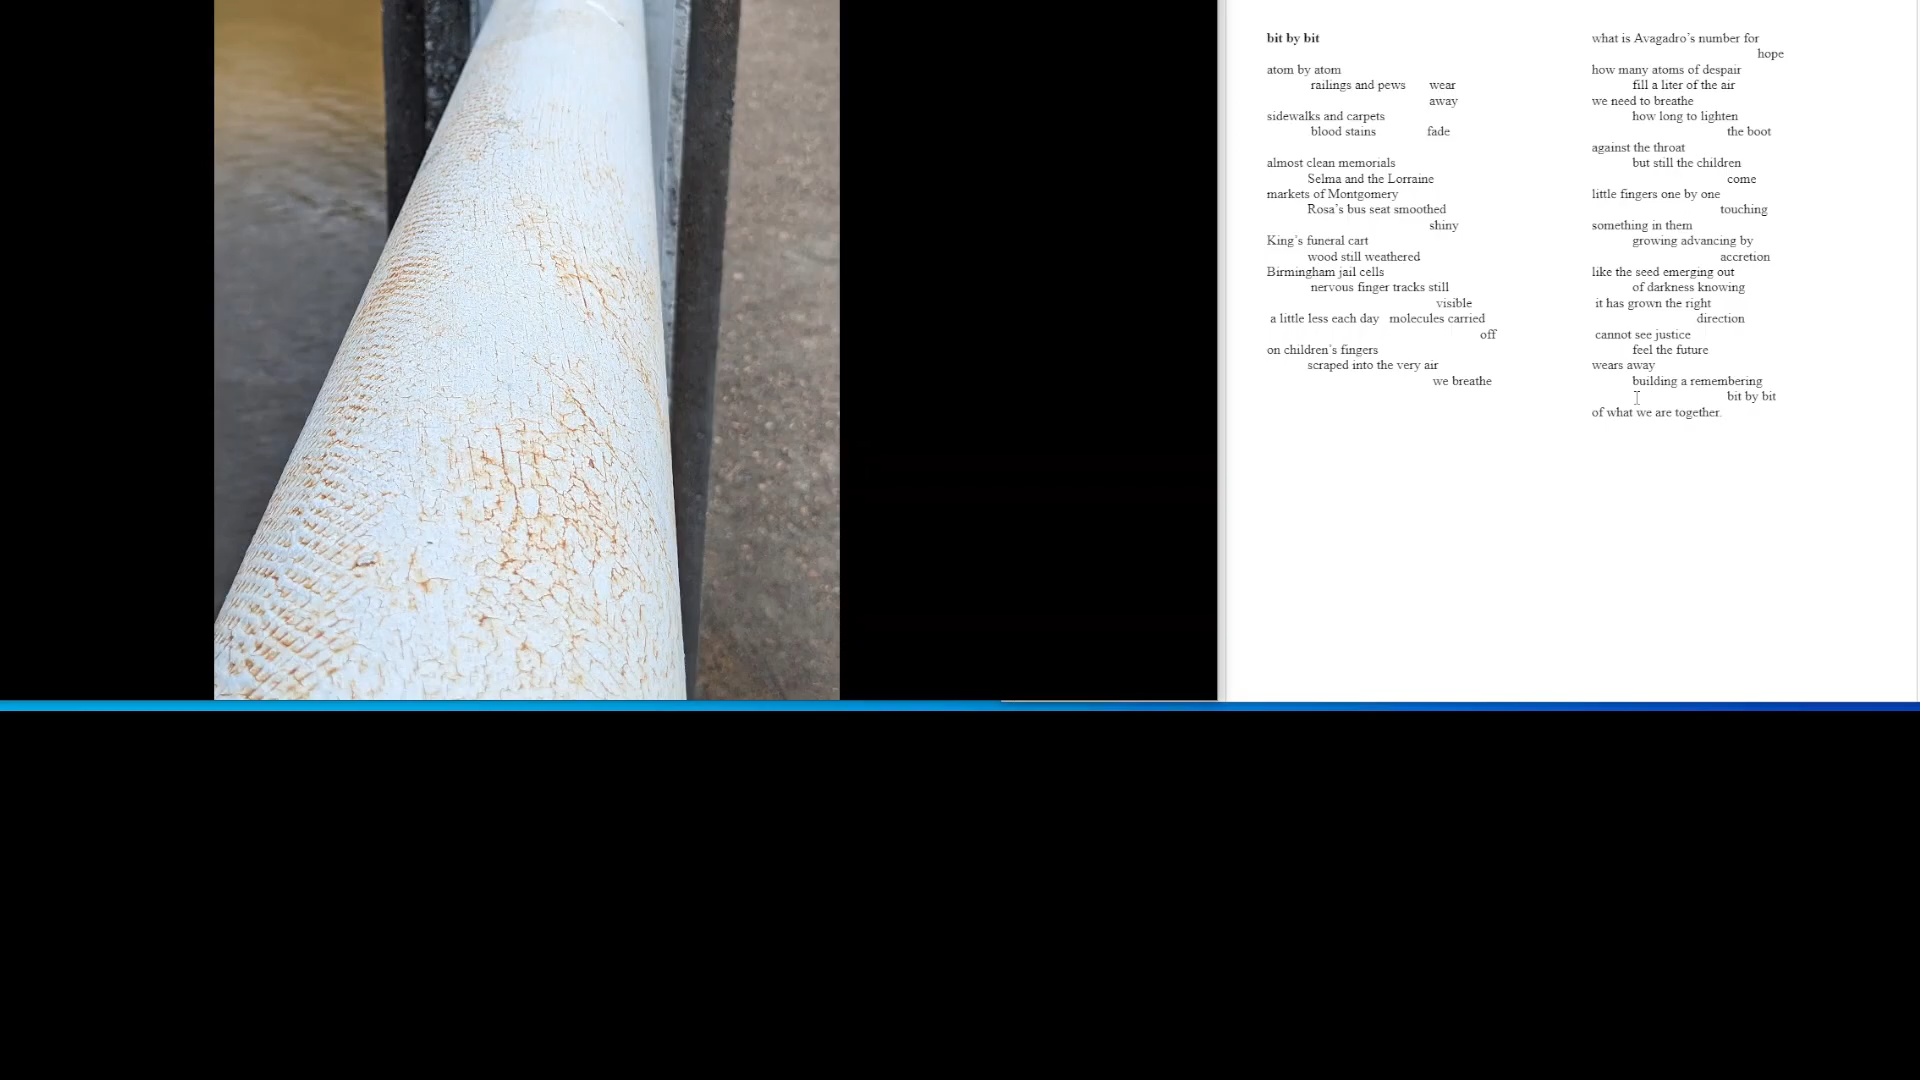 bit by bit
atom by atom
railings and pews wear
away
sidewalks and carpets
blood stains fade
almost clean memorials
Selma and the Lorraine
markets of Montgomery
Rosa's bus seat smoothed
shiny
King's funeral cart
wood still weathered
Birmingham jail cells
nervous finger tracks still
visible
a little less each day molecules carried
off
on children's fingers
scraped into the very air
we breathe
what is Avagadro's number for
hope
how many atoms of despair
fill a liter of the air
we need to breathe
how long to lighten
the boot
against the throat
but still the children
come
little fingers one by one
touching
something in them
growing advancing by
accretion
like the seed emerging out
of darkness knowing
it has grown the right
direction
cannot see justice
feel the future
wears away
building a remembering
bit by bit
of what we are together.